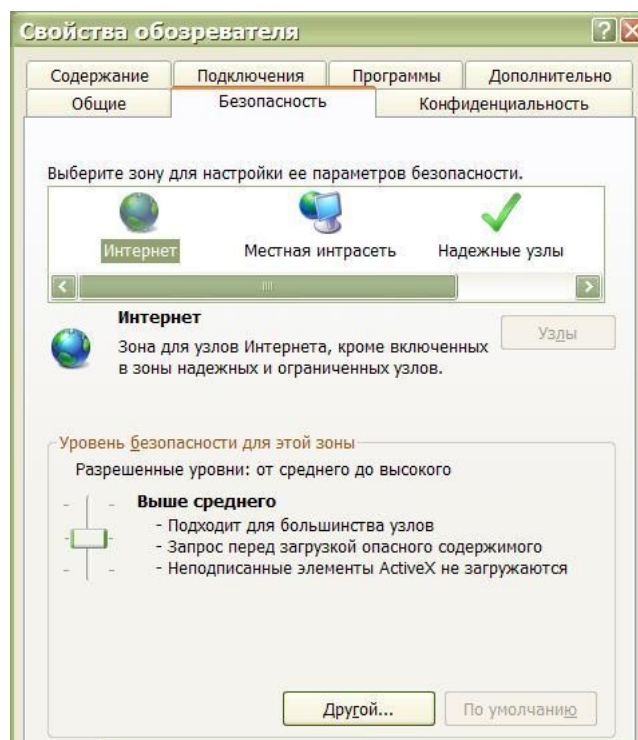 Свойства обозревателя
Содержание Подключения Программы Дополнительно
Общие Безопасность Конфиденциальность
Выберите зону для настройки ее параметров безопасности.
Интернет Местная интрасеть Надежные узлы
Интернет
Узлы
Зона для узлов Интернета, кроме включенных
в зоны надежных и ограниченных узлов.
Уровень безопасности для этой зоны
Разрешенные уровни: от среднего до высокого
Выше среднего
- Подходит для большинства узлов
- Запрос перед загрузкой опасного содержимого
- Неподписанные элементы ActiveX не загружаются
Другой... По умолчанию